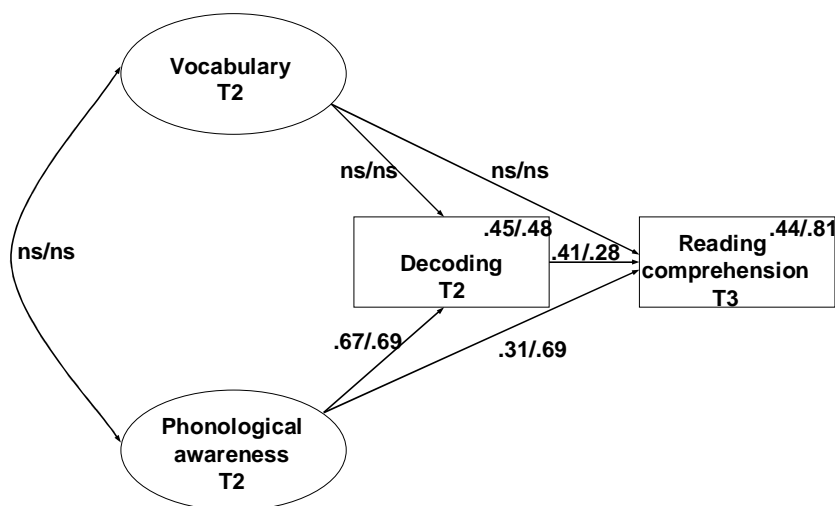 Vocabulary
T2
ns/ns
ns/ns
ns/ns
.45/.48
Decoding
T2
.41/.28
.44/.81
Reading
comprehension
T3
.67/.69
.31/.69
Phonological
awareness
T2